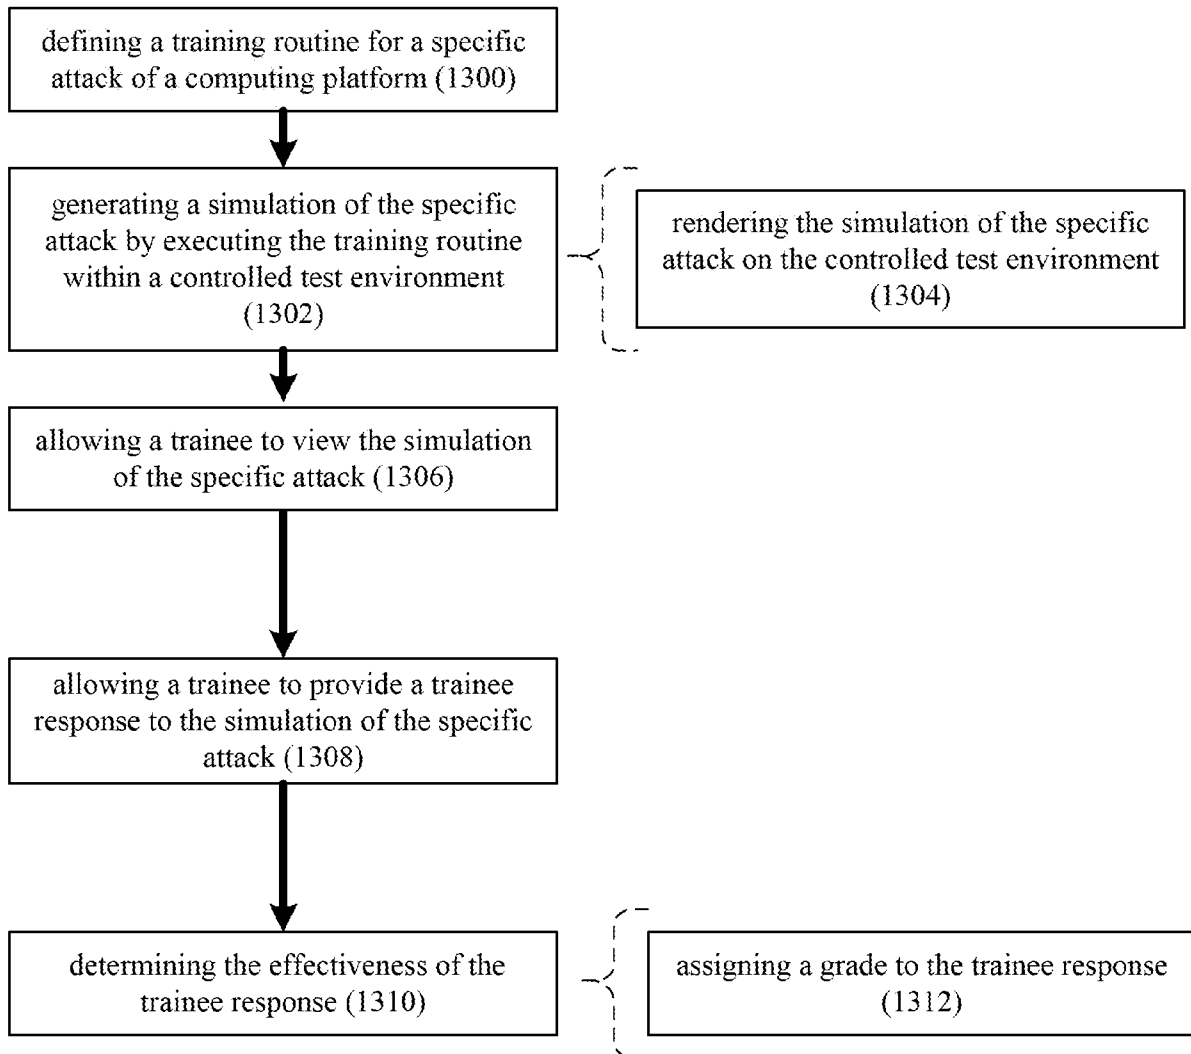 defining a training routine for a specific
attack of a computing platform (1300)
generating a simulation of the specific
attack by executing the training routine
within a controlled test environment
(1302)
rendering the simulation of the specific
attack on the controlled test environment
(1304)
allowing a trainee to view the simulation
of the specific attack (1306)
allowing a trainee to provide a trainee
response to the simulation of the specific
attack (1308)
determining the effectiveness of the
trainee response (1310)
assigning a grade to the trainee response
(1312)